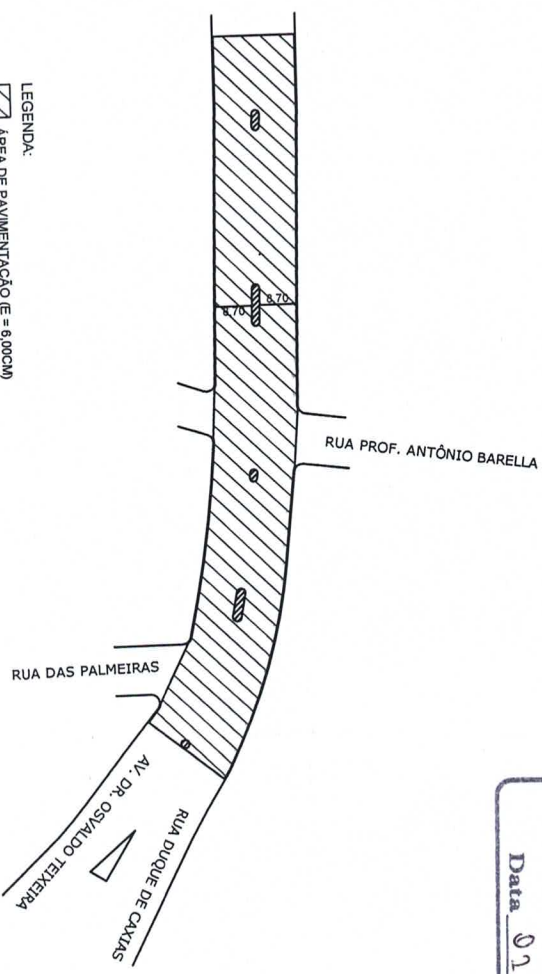 LEGENDA:
ÁREA DE PAVIMENTAÇÃO (E = 6,00CM)
8,70
8,70
RUA PROF. ANTÔNIO BARELLA
RUA DAS PALMEIRAS
AV. DR. OSVALDO TEIXEIRA
RUA DUQUE DE CAXIAS
Data 02